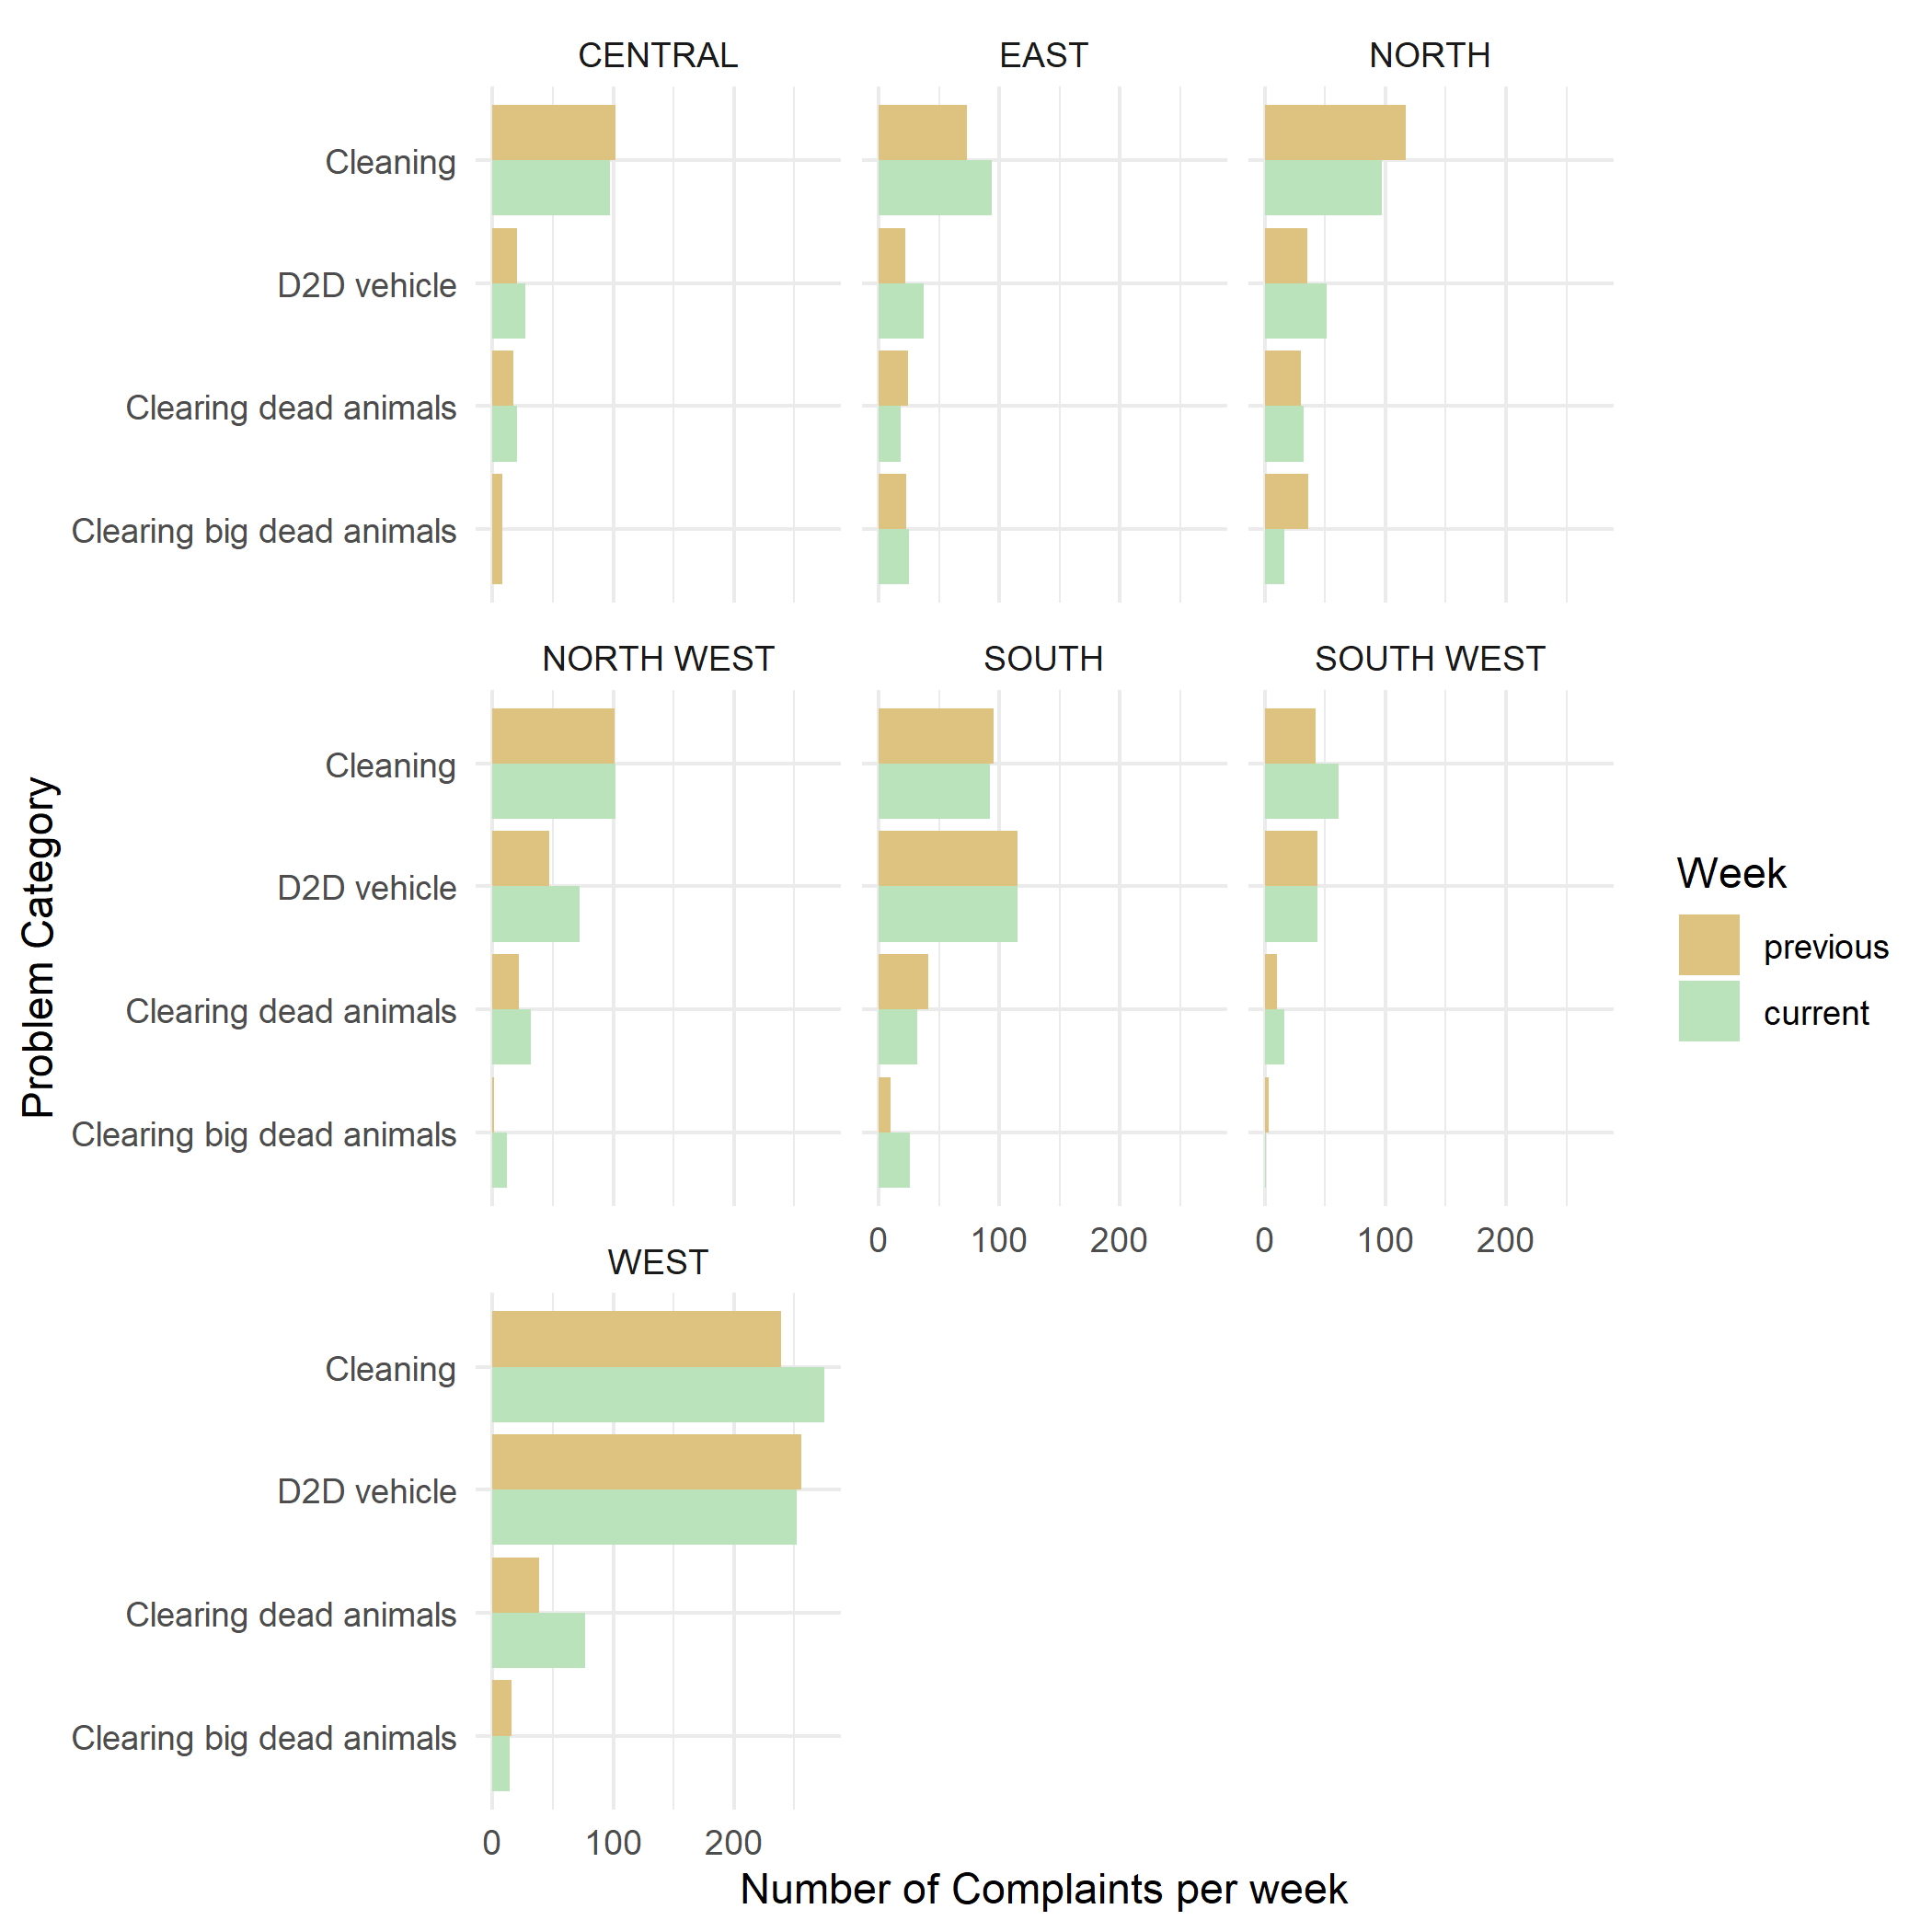 CENTRAL
EAST
NORTH
Cleaning
D2D vehicle
Clearing dead animals
Clearing big dead animals
NORTH WEST
SOUTH
SOUTH WEST
Cleaning
D2D vehicle
Clearing dead animals
Clearing big dead animals
0 100 200
0 100 200
WEST
Cleaning
D2D vehicle
Clearing dead animals
Clearing big dead animals
0 100 200
Number of Complaints per week
Problem Category
Week
previous
current